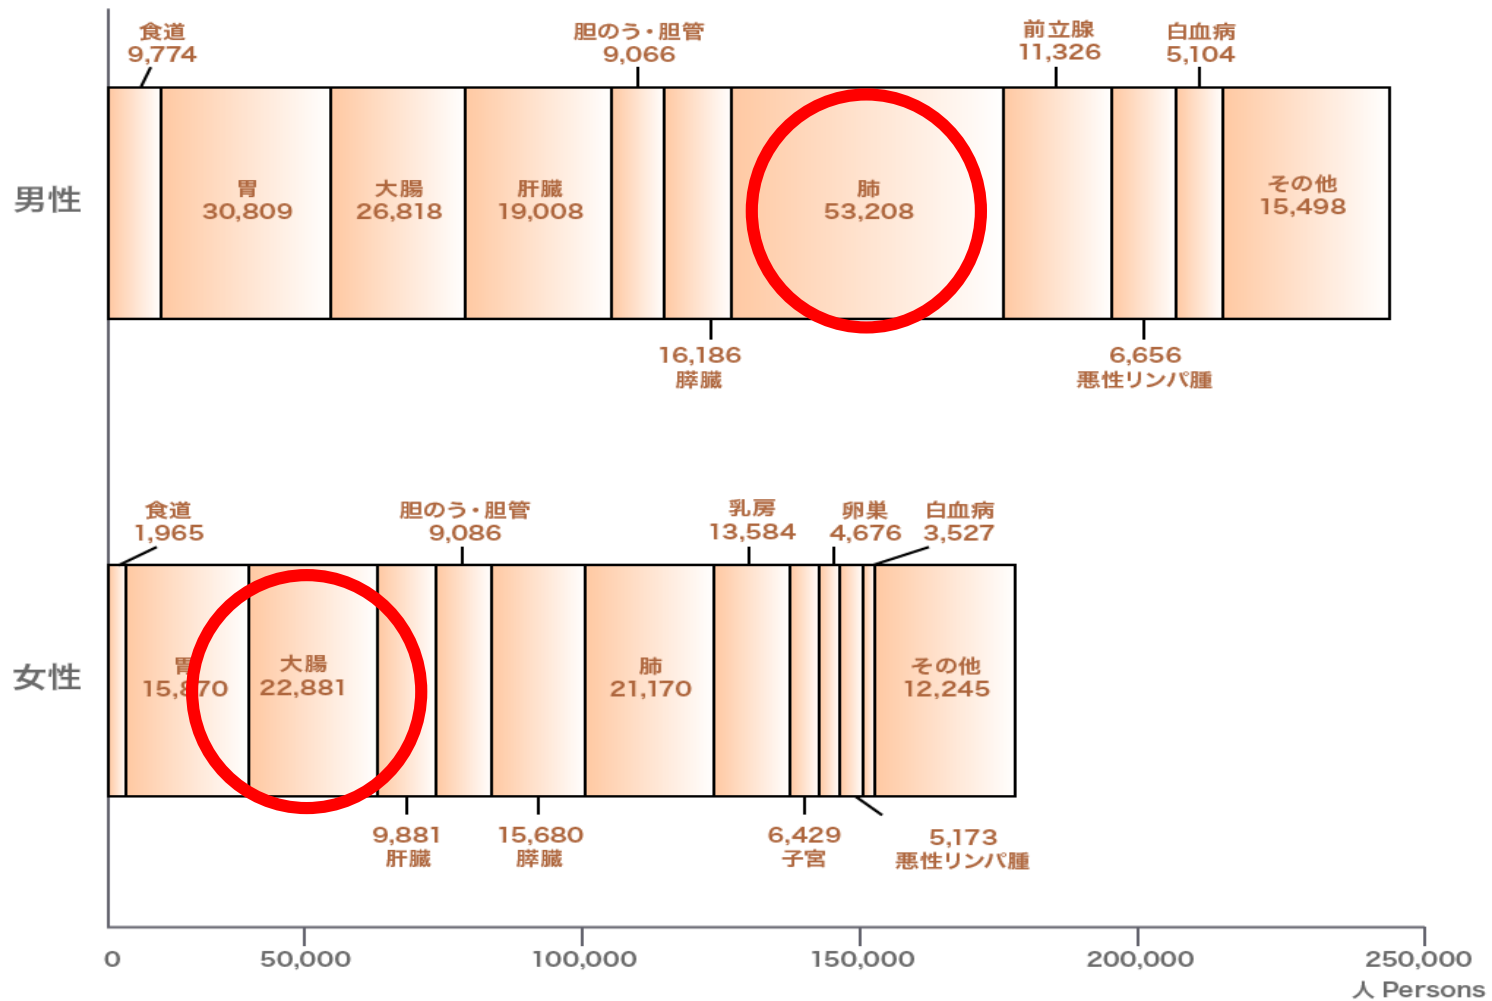 食道
9,774
胆のう・胆管
9,066
前立腺
11,326
白血病
5,104
男性
胃
30,809
大腸
26,818
肝臓
19,008
肺
53,208
その他
15,498
16,186
膵臓
6,656
悪性リンパ腫
食道
1,965
胆のう・胆管
9,086
乳房
13,584
卵巣
4,676
白血病
3,527
女性
胃
15,870
大腸
22,881
肺
21,170
その他
12,245
9,881
肝臓
15,680
膵臓
6,429
子宮
5,173
悪性リンパ腫
0 50,000 100,000 150,000 200,000 250,000
人 Persons